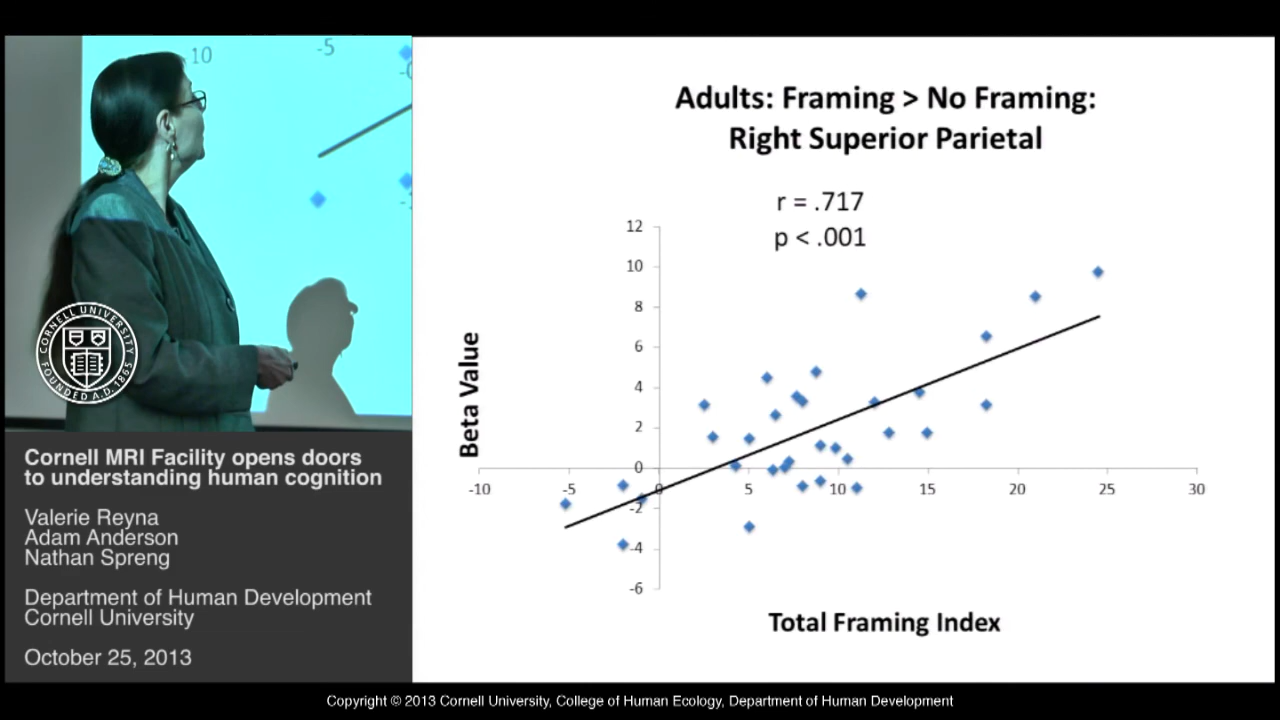 10
-5
CORNELL UNIVERSITY
FOUNDED A.D. 1865
Cornell MRI Facility opens doors
to understanding human cognition
Valerie Reyna
Adam Anderson
Nathan Spreng
Department of Human Development
Cornell University
October 25, 2013
Adults: Framing > No Framing:
Right Superior Parietal
r = .717
p < .001
12
10
8
6
4
2
0
-2
-4
-6
Beta Value
-10
-5
0
5
10
15
20
25
30
Total Framing Index
Copyright © 2013 Cornell University, College of Human Ecology, Department of Human Development